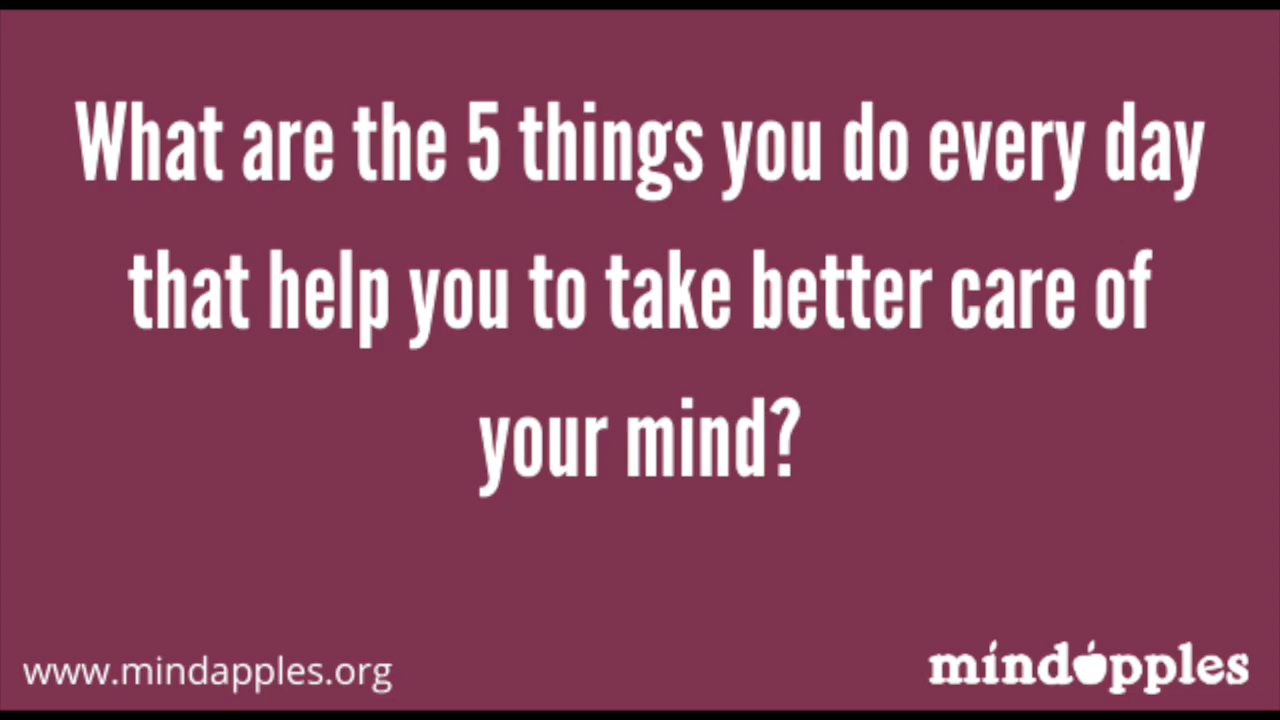 What are the 5 things you do every day
that help you to take better care of
your mind?
www.mindapples.org
mindapples